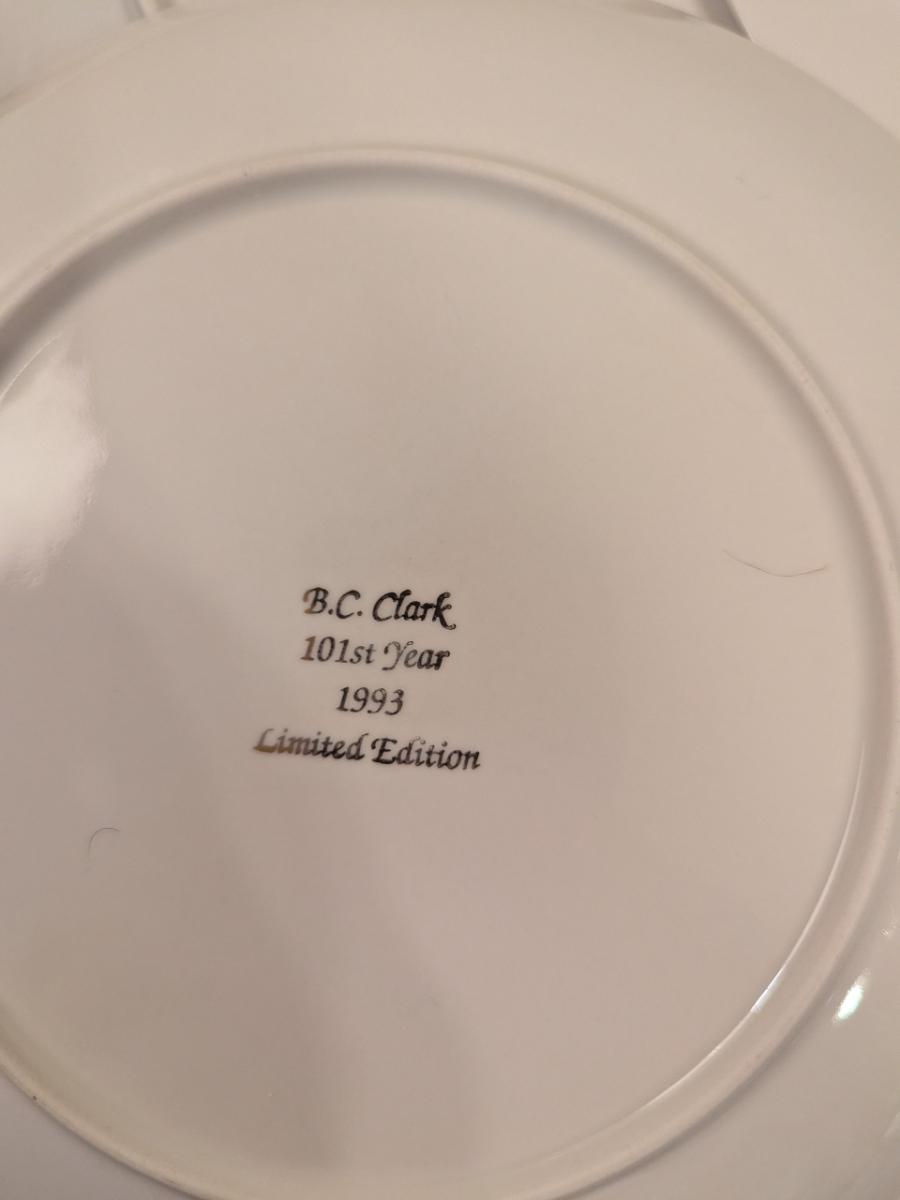 B.C. Clark
101st Year
1993
Limited Edition